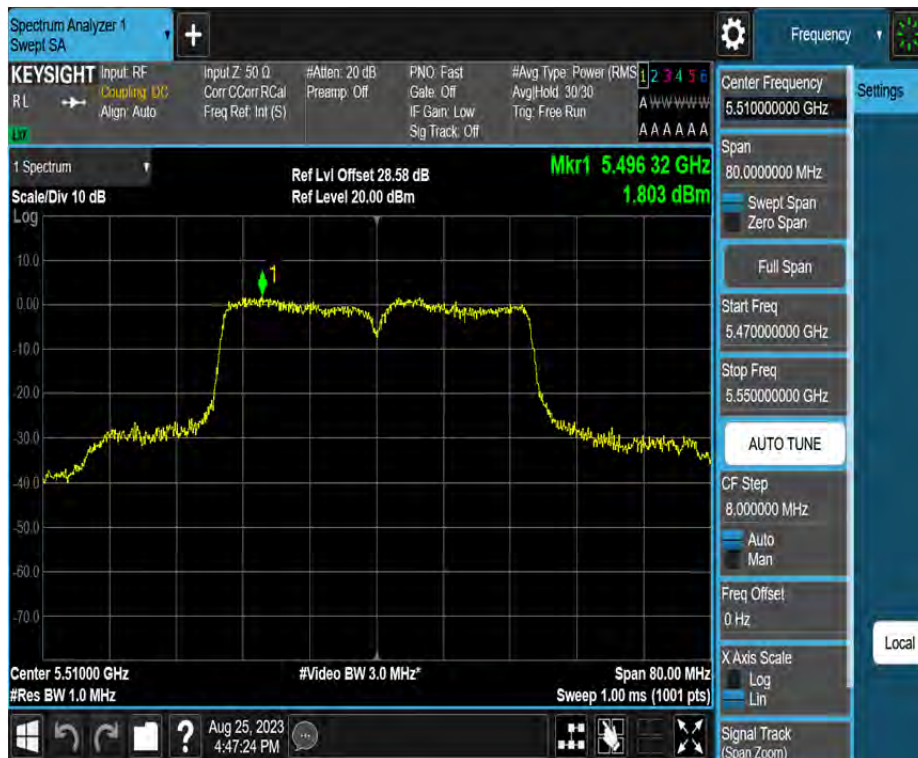 Spectrum Analyzer 1
Swept SA
+
Frequency
KEYSIGHT
RL
LXI
Input: RF
Coupling: DC
Align: Auto
Input Z: 50 Ω
Corr CCorr RCal
Freq Ref: Int (S)
#Atten: 20 dB
Preamp: Off
PNO: Fast
Gate: Off
IF Gain: Low
Sig Track: Off
#Avg Type: Power (RMS
Avg|Hold: 30/30
Trig: Free Run
1 2 3 4 5 6
A W W W W W
A A A A A A
1 Spectrum
Scale/Div 10 dB
Log
Ref Lvl Offset 28.58 dB
Ref Level 20.00 dBm
Mkr1 5.496 32 GHz
1.803 dBm
10.0
0.00
-10.0
-20.0
-30.0
-40.0
-50.0
-60.0
-70.0
1
Center 5.51000 GHz
#Res BW 1.0 MHz
#Video BW 3.0 MHz*
Span 80.00 MHz
Sweep 1.00 ms (1001 pts)
?
Aug 25, 2023
4:47:24 PM
Center Frequency
5.510000000 GHz
Span
80.0000000 MHz
Swept Span
Zero Span
Full Span
Start Freq
5.470000000 GHz
Stop Freq
5.550000000 GHz
AUTO TUNE
CF Step
8.000000 MHz
Auto
Man
Freq Offset
0 Hz
X Axis Scale
Log
Lin
Signal Track
(Span Zoom)
Settings
Local